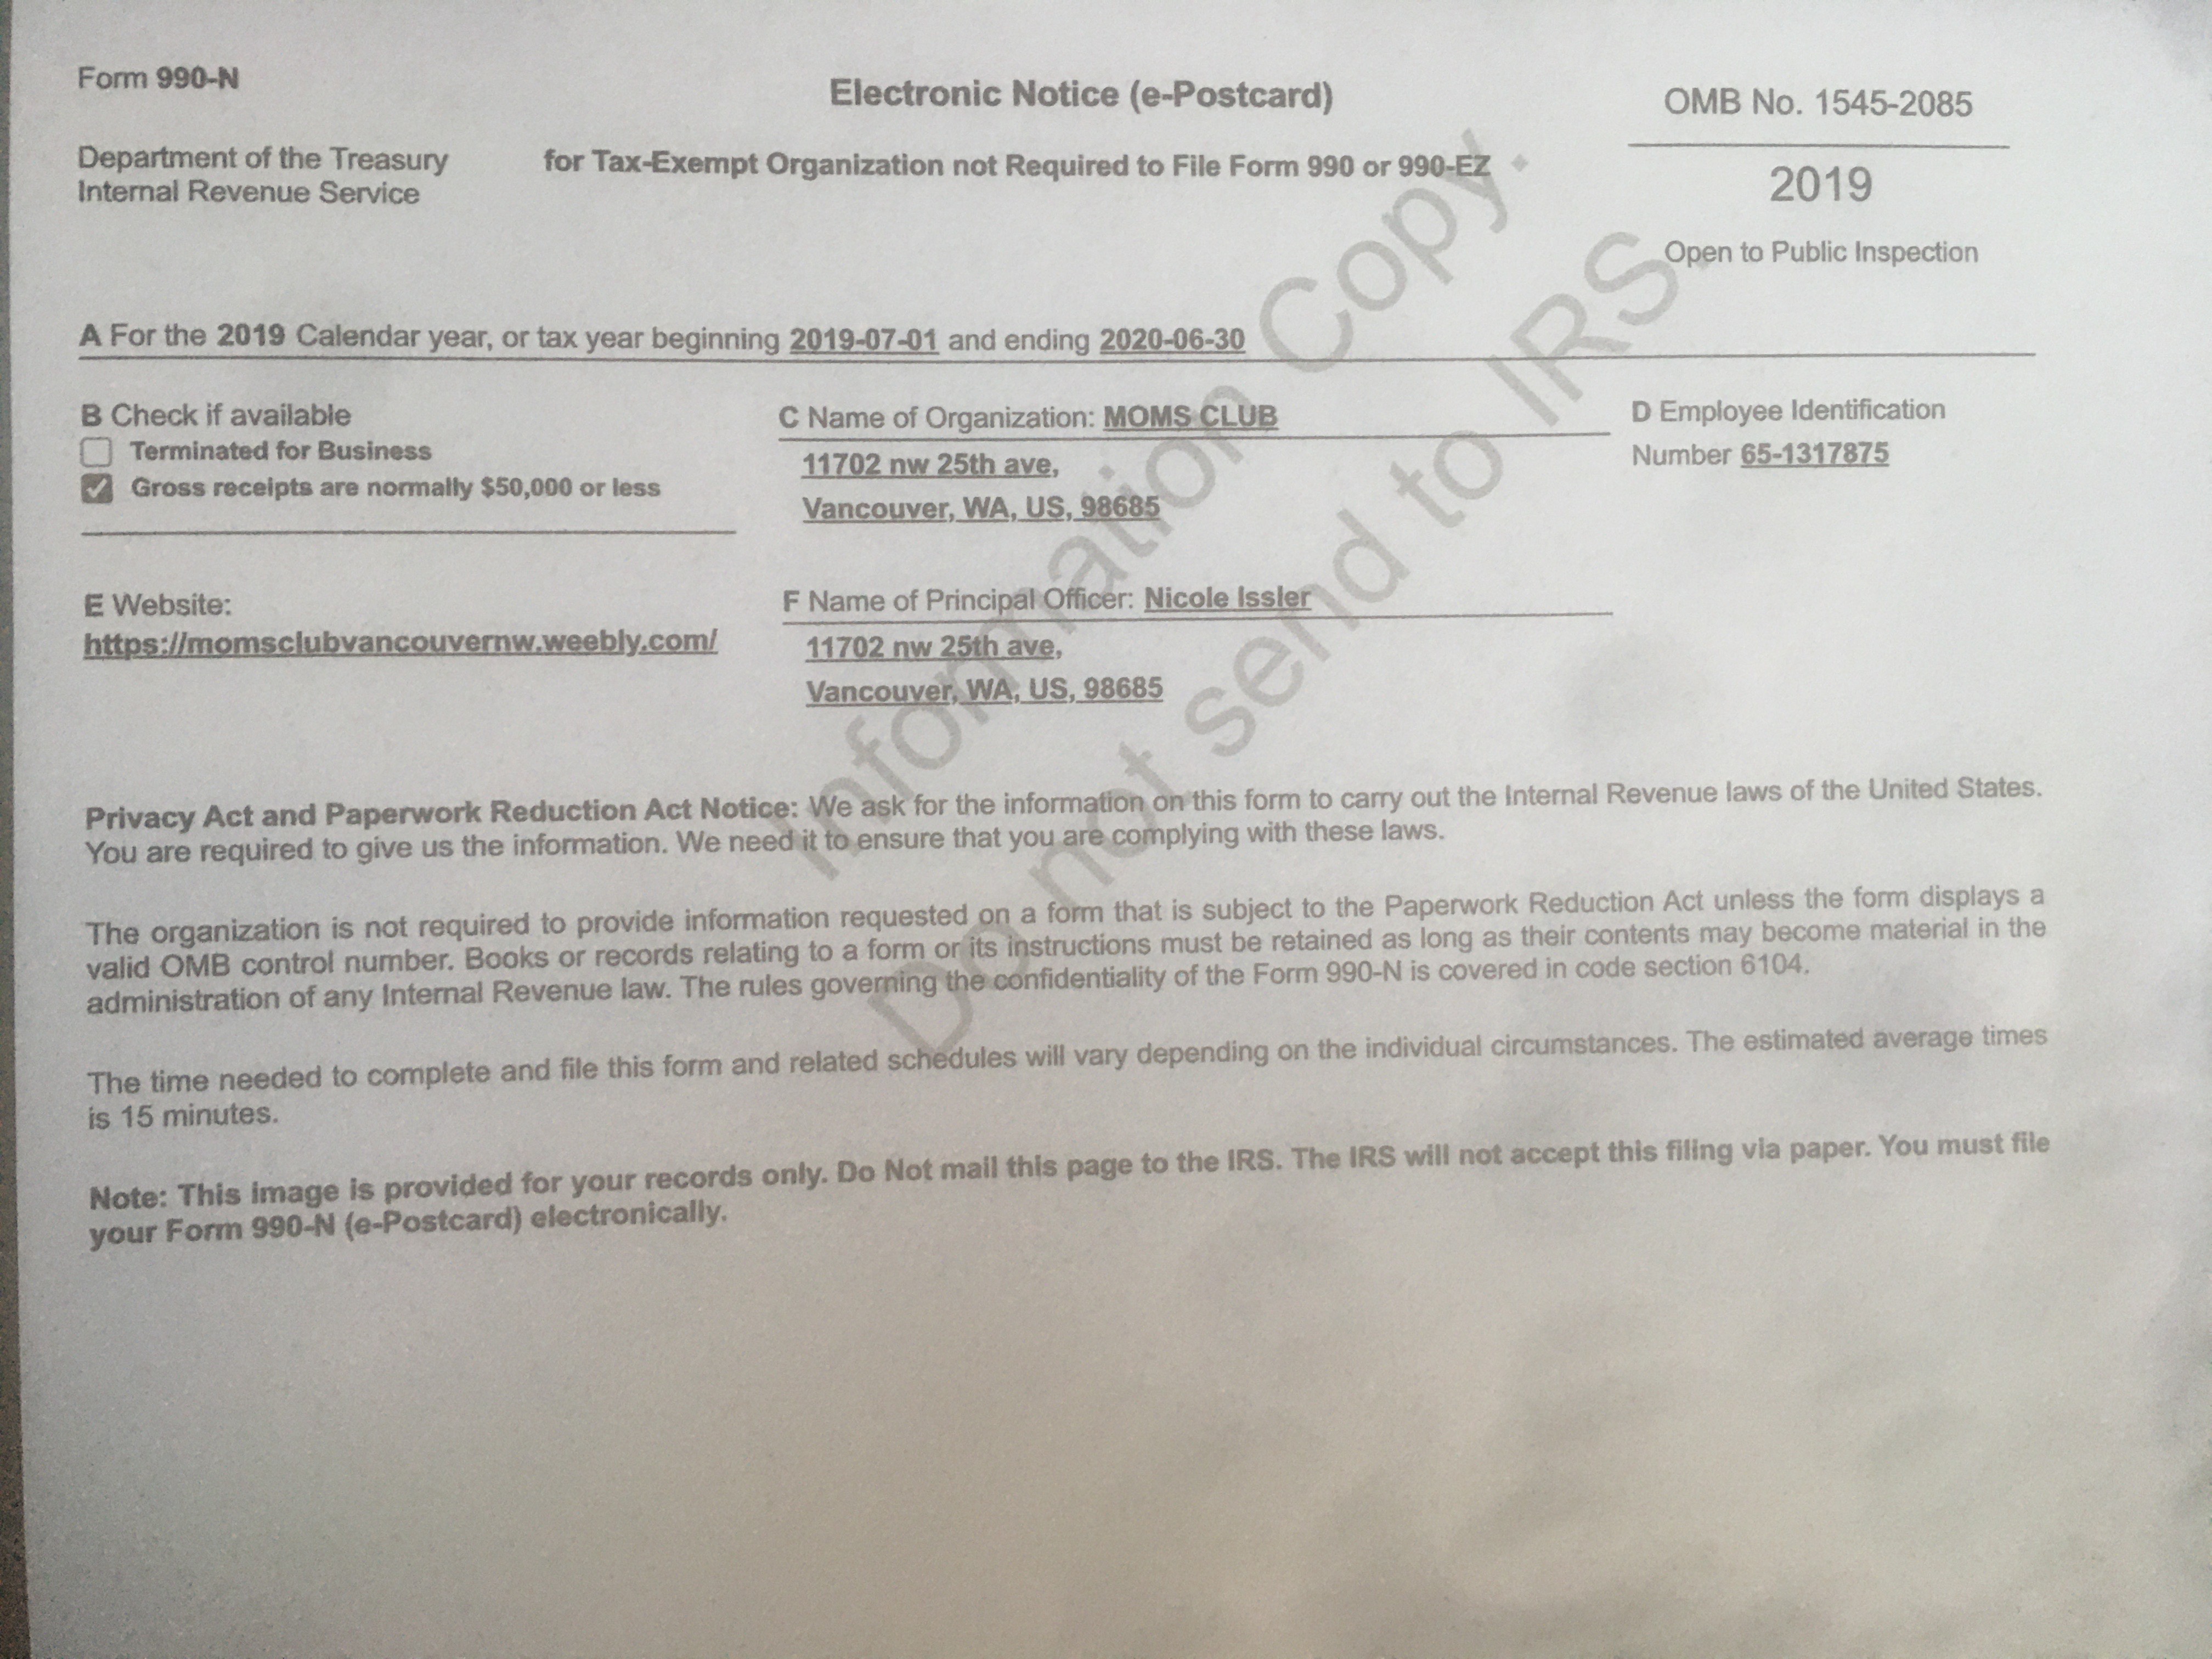 Form 990-N
Electronic Notice (e-Postcard)
OMB No. 1545-2085
Department of the Treasury
Internal Revenue Service
for Tax-Exempt Organization not Required to File Form 990 or 990-EZ
2019
Open to Public Inspection
A For the 2019 Calendar year, or tax year beginning 2019-07-01 and ending 2020-06-30
B Check if available
Terminated for Business
Gross receipts are normally $50,000 or less
C Name of Organization: MOMS CLUB
11702 nw 25th ave,
Vancouver, WA, US, 98685
D Employee Identification
Number 65-1317875
E Website:
https://momsclubvancouvernw.weebly.com/
F Name of Principal Officer: Nicole Issler
11702 nw 25th ave,
Vancouver, WA, US, 98685
Privacy Act and Paperwork Reduction Act Notice: We ask for the information on this form to carry out the Internal Revenue laws of the United States.
You are required to give us the information. We need it to ensure that you are complying with these laws.
The organization is not required to provide information requested on a form that is subject to the Paperwork Reduction Act unless the form displays a
valid OMB control number. Books or records relating to a form or its instructions must be retained as long as their contents may become material in the
administration of any Internal Revenue law. The rules governing the confidentiality of the Form 990-N is covered in code section 6104.
The time needed to complete and file this form and related schedules will vary depending on the individual circumstances. The estimated average times
is 15 minutes.
Note: This image is provided for your records only. Do Not mail this page to the IRS. The IRS will not accept this filing via paper. You must file
your Form 990-N (e-Postcard) electronically.
Information Copy
Do not send to IRS